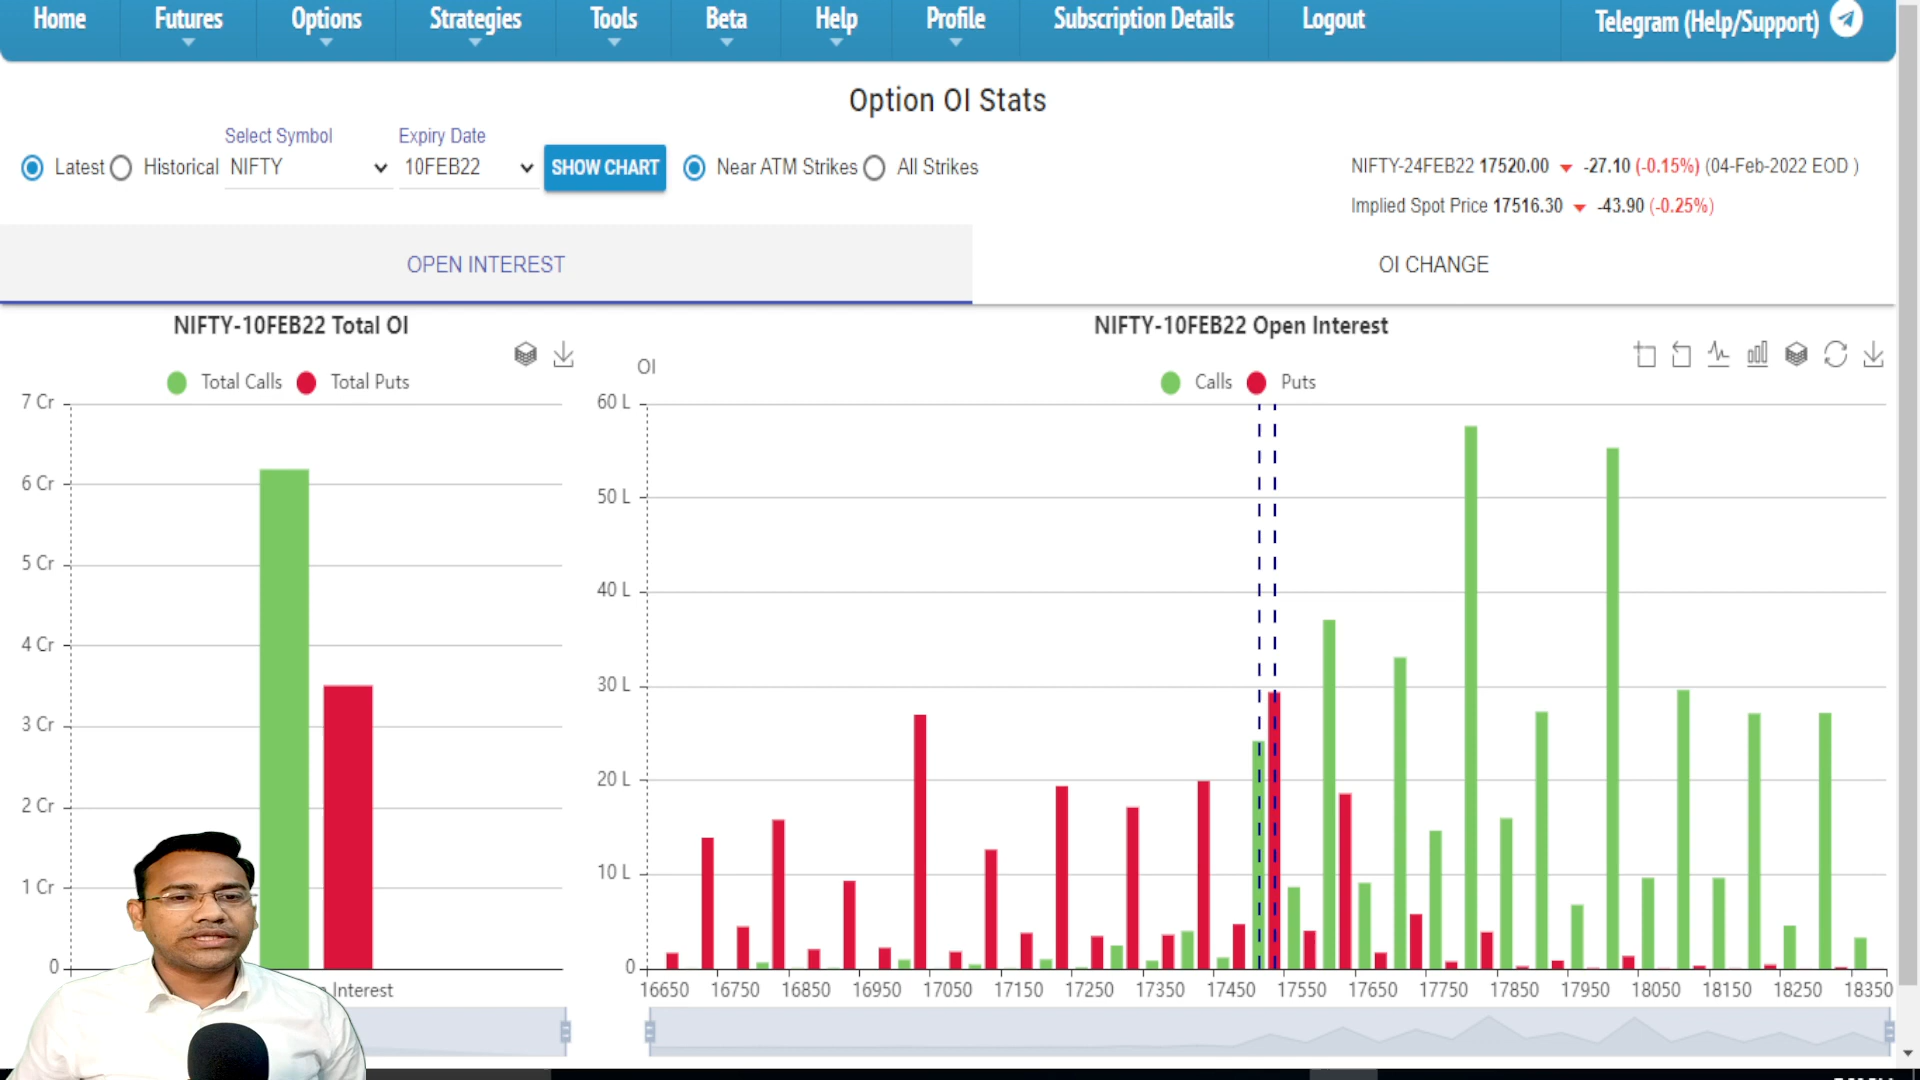 Home Futures Options Strategies Tools Beta Help Profile Subscription Details Logout Telegram (Help/Support)
Option OI Stats
Select Symbol Expiry Date
Latest Historical NIFTY 10FEB22 SHOW CHART Near ATM Strikes All Strikes
NIFTY-24FEB22 17520.00 -27.10 (-0.15%) (04-Feb-2022 EOD )
Implied Spot Price 17516.30 -43.90 (-0.25%)
OPEN INTEREST OI CHANGE
NIFTY-10FEB22 Total OI
Total Calls Total Puts
7 Cr
6 Cr
5 Cr
4 Cr
3 Cr
2 Cr
1 Cr
0
Interest
NIFTY-10FEB22 Open Interest
OI
Calls Puts
60 L
50 L
40 L
30 L
20 L
10 L
0
16650 16750 16850 16950 17050 17150 17250 17350 17450 17550 17650 17750 17850 17950 18050 18150 18250 18350